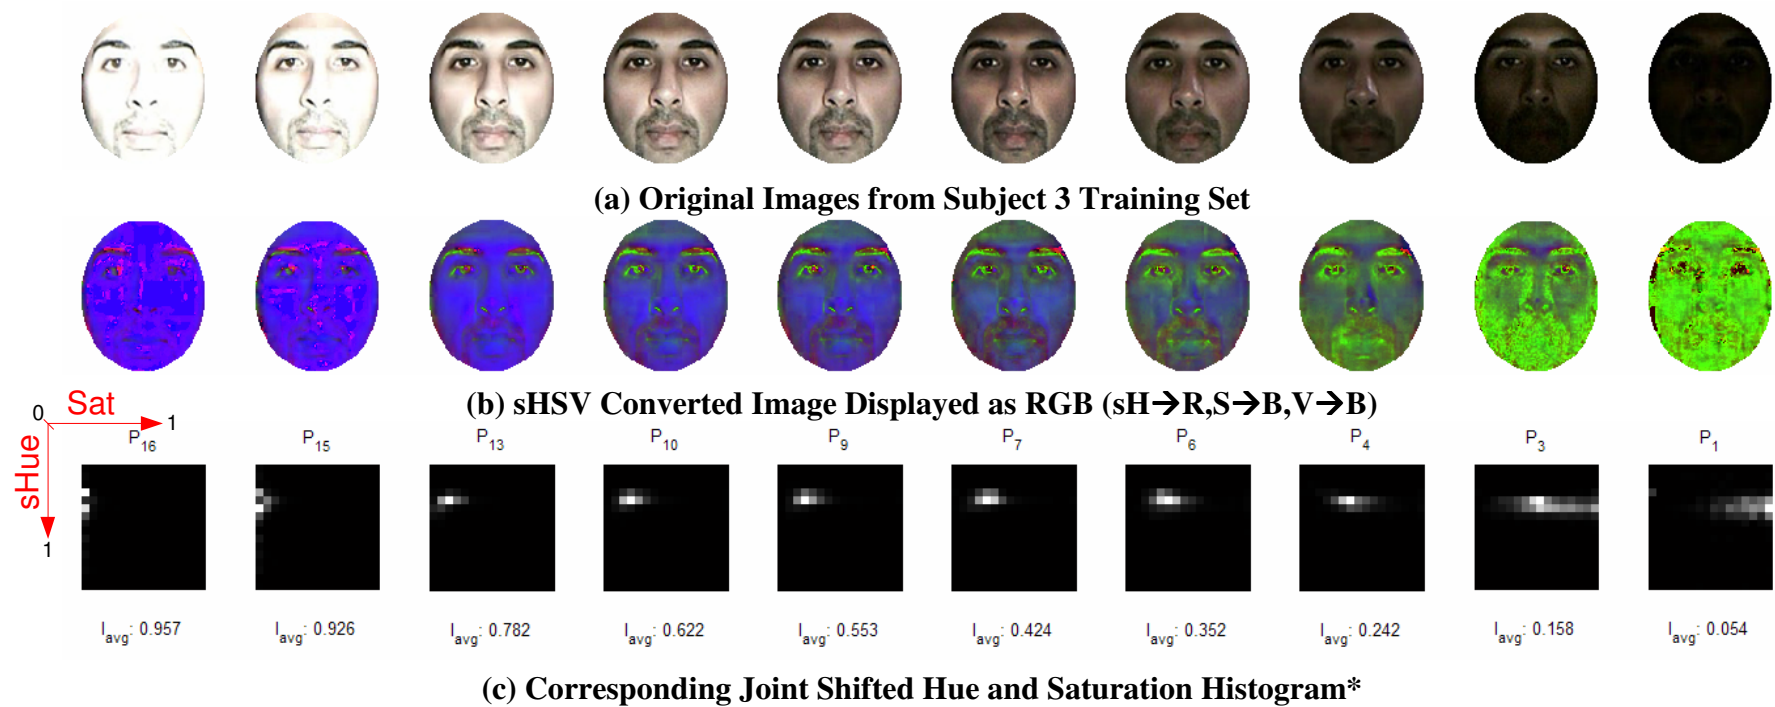 (a) Original Images from Subject 3 Training Set
(b) sHSV Converted Image Displayed as RGB (sH→R,S→B,V→B)
0 Sat 1
sHue
1
P16 P15 P13 P10 P9 P7 P6 P4 P3 P1
Iavg: 0.957 Iavg: 0.926 Iavg: 0.782 Iavg: 0.622 Iavg: 0.553 Iavg: 0.424 Iavg: 0.352 Iavg: 0.242 Iavg: 0.158 Iavg: 0.054
(c) Corresponding Joint Shifted Hue and Saturation Histogram*